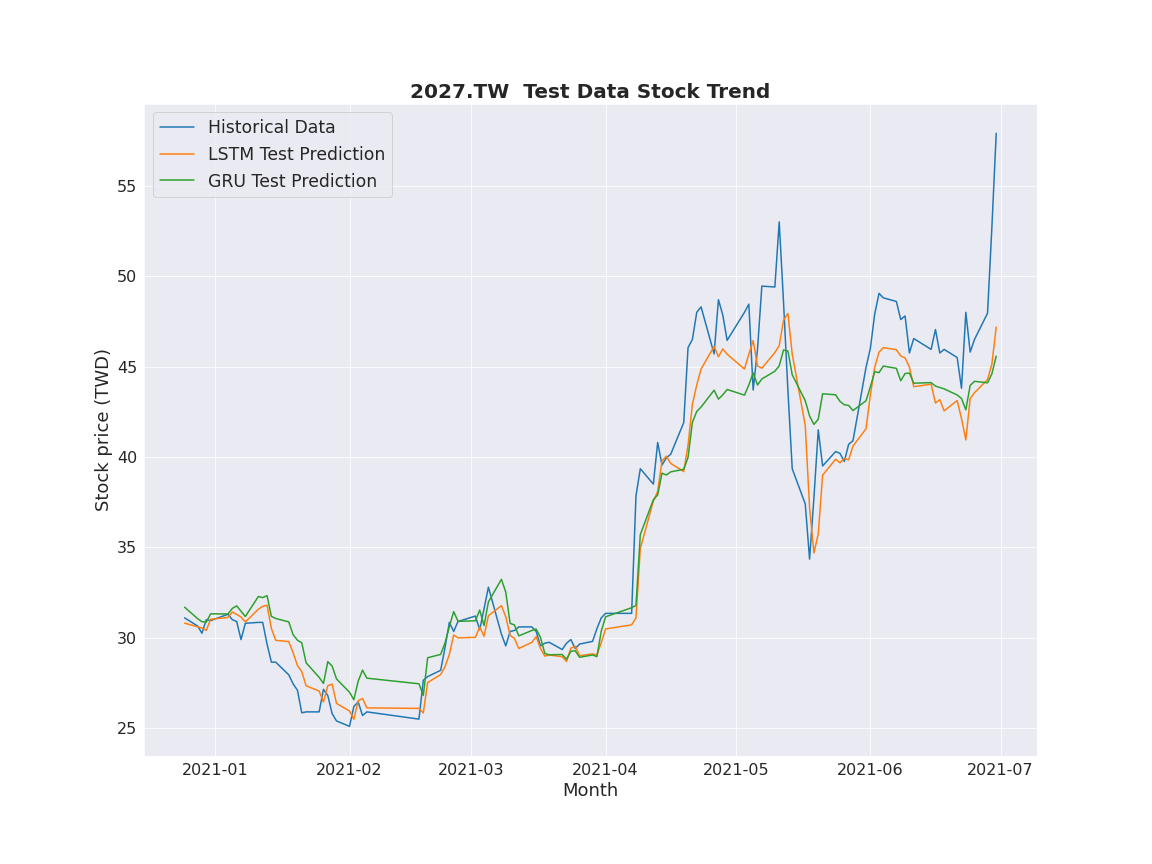 2027.TW  Test Data Stock Trend
Historical Data
LSTM Test Prediction
GRU Test Prediction
55
50
45
40
35
30
25
Stock price (TWD)
2021-01 2021-02 2021-03 2021-04 2021-05 2021-06 2021-07
Month